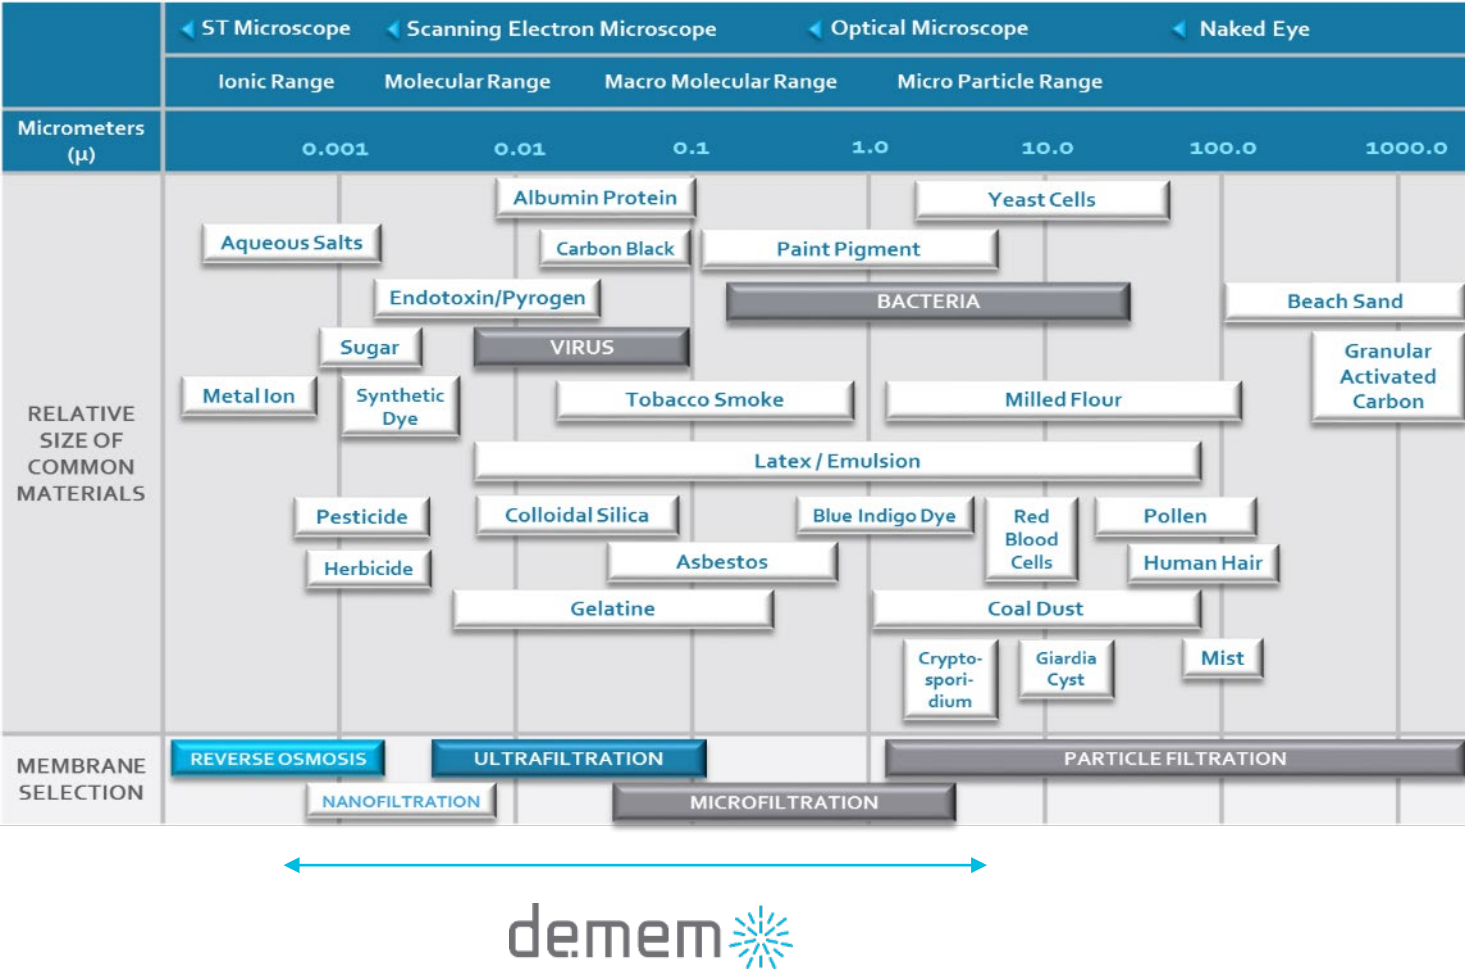 ST Microscope Scanning Electron Microscope Optical Microscope Naked Eye
Ionic Range Molecular Range Macro Molecular Range Micro Particle Range
Micrometers
(μ)
0.001 0.01 0.1 1.0 10.0 100.0 1000.0
RELATIVE
SIZE OF
COMMON
MATERIALS
Albumin Protein Yeast Cells
Aqueous Salts Carbon Black Paint Pigment
Endotoxin/Pyrogen BACTERIA Beach Sand
Sugar VIRUS
Granular
Activated
Carbon
Metal Ion
Synthetic
Dye
Tobacco Smoke Milled Flour
Latex / Emulsion
Pesticide Colloidal Silica Blue Indigo Dye
Red
Blood
Cells
Pollen
Herbicide Asbestos Human Hair
Gelatine Coal Dust
Crypto-
spori-
dium
Giardia
Cyst
Mist
MEMBRANE
SELECTION
REVERSE OSMOSIS ULTRAFILTRATION PARTICLE FILTRATION
NANOFILTRATION MICROFILTRATION
de.mem